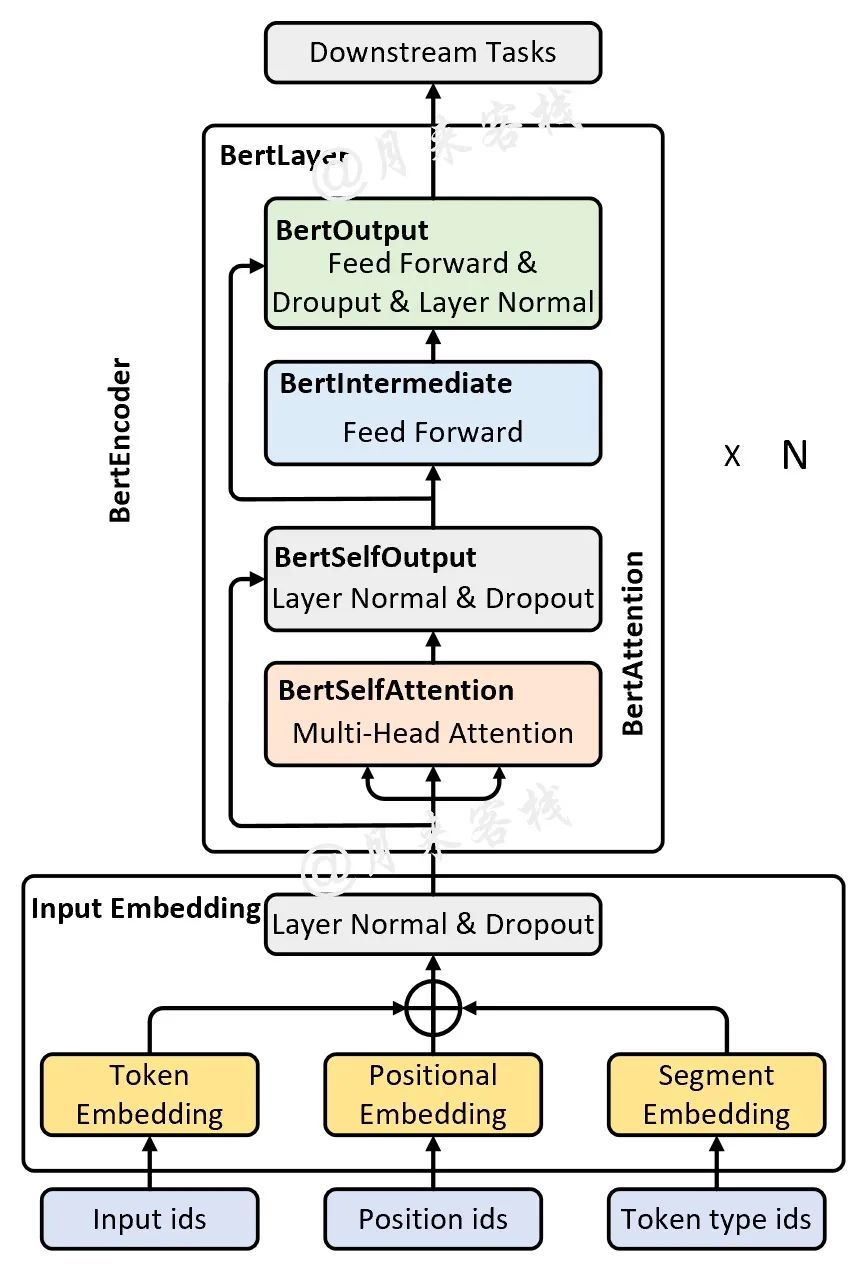 Downstream Tasks
@月来客栈
BertLayer
BertOutput
Feed Forward &
Drouput & Layer Normal
BertEncoder
BertIntermediate
Feed Forward
x N
BertSelfOutput
Layer Normal & Dropout
BertAttention
BertSelfAttention
Multi-Head Attention
@月来客栈
Input Embedding
Layer Normal & Dropout
Token
Embedding
Positional
Embedding
Segment
Embedding
Input ids
Position ids
Token type ids